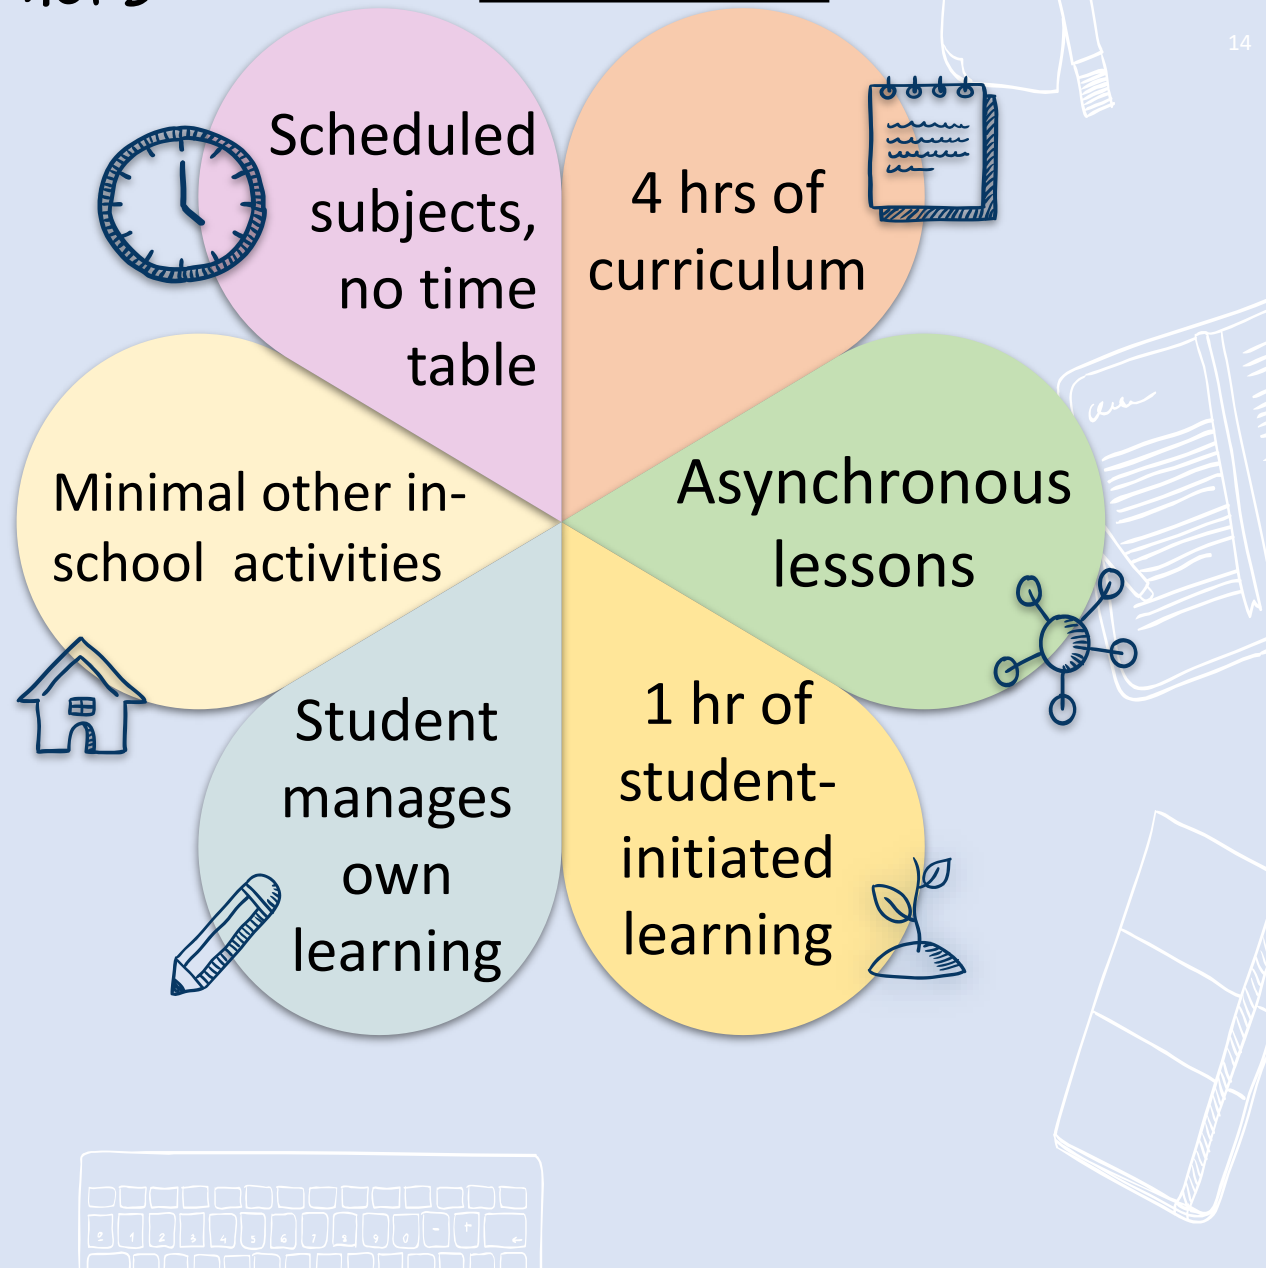 14
Scheduled
subjects,
no time
table
4 hrs of
curriculum
Asynchronous
lessons
1 hr of
student-
initiated
learning
Student
manages
own
learning
Minimal other in-
school activities